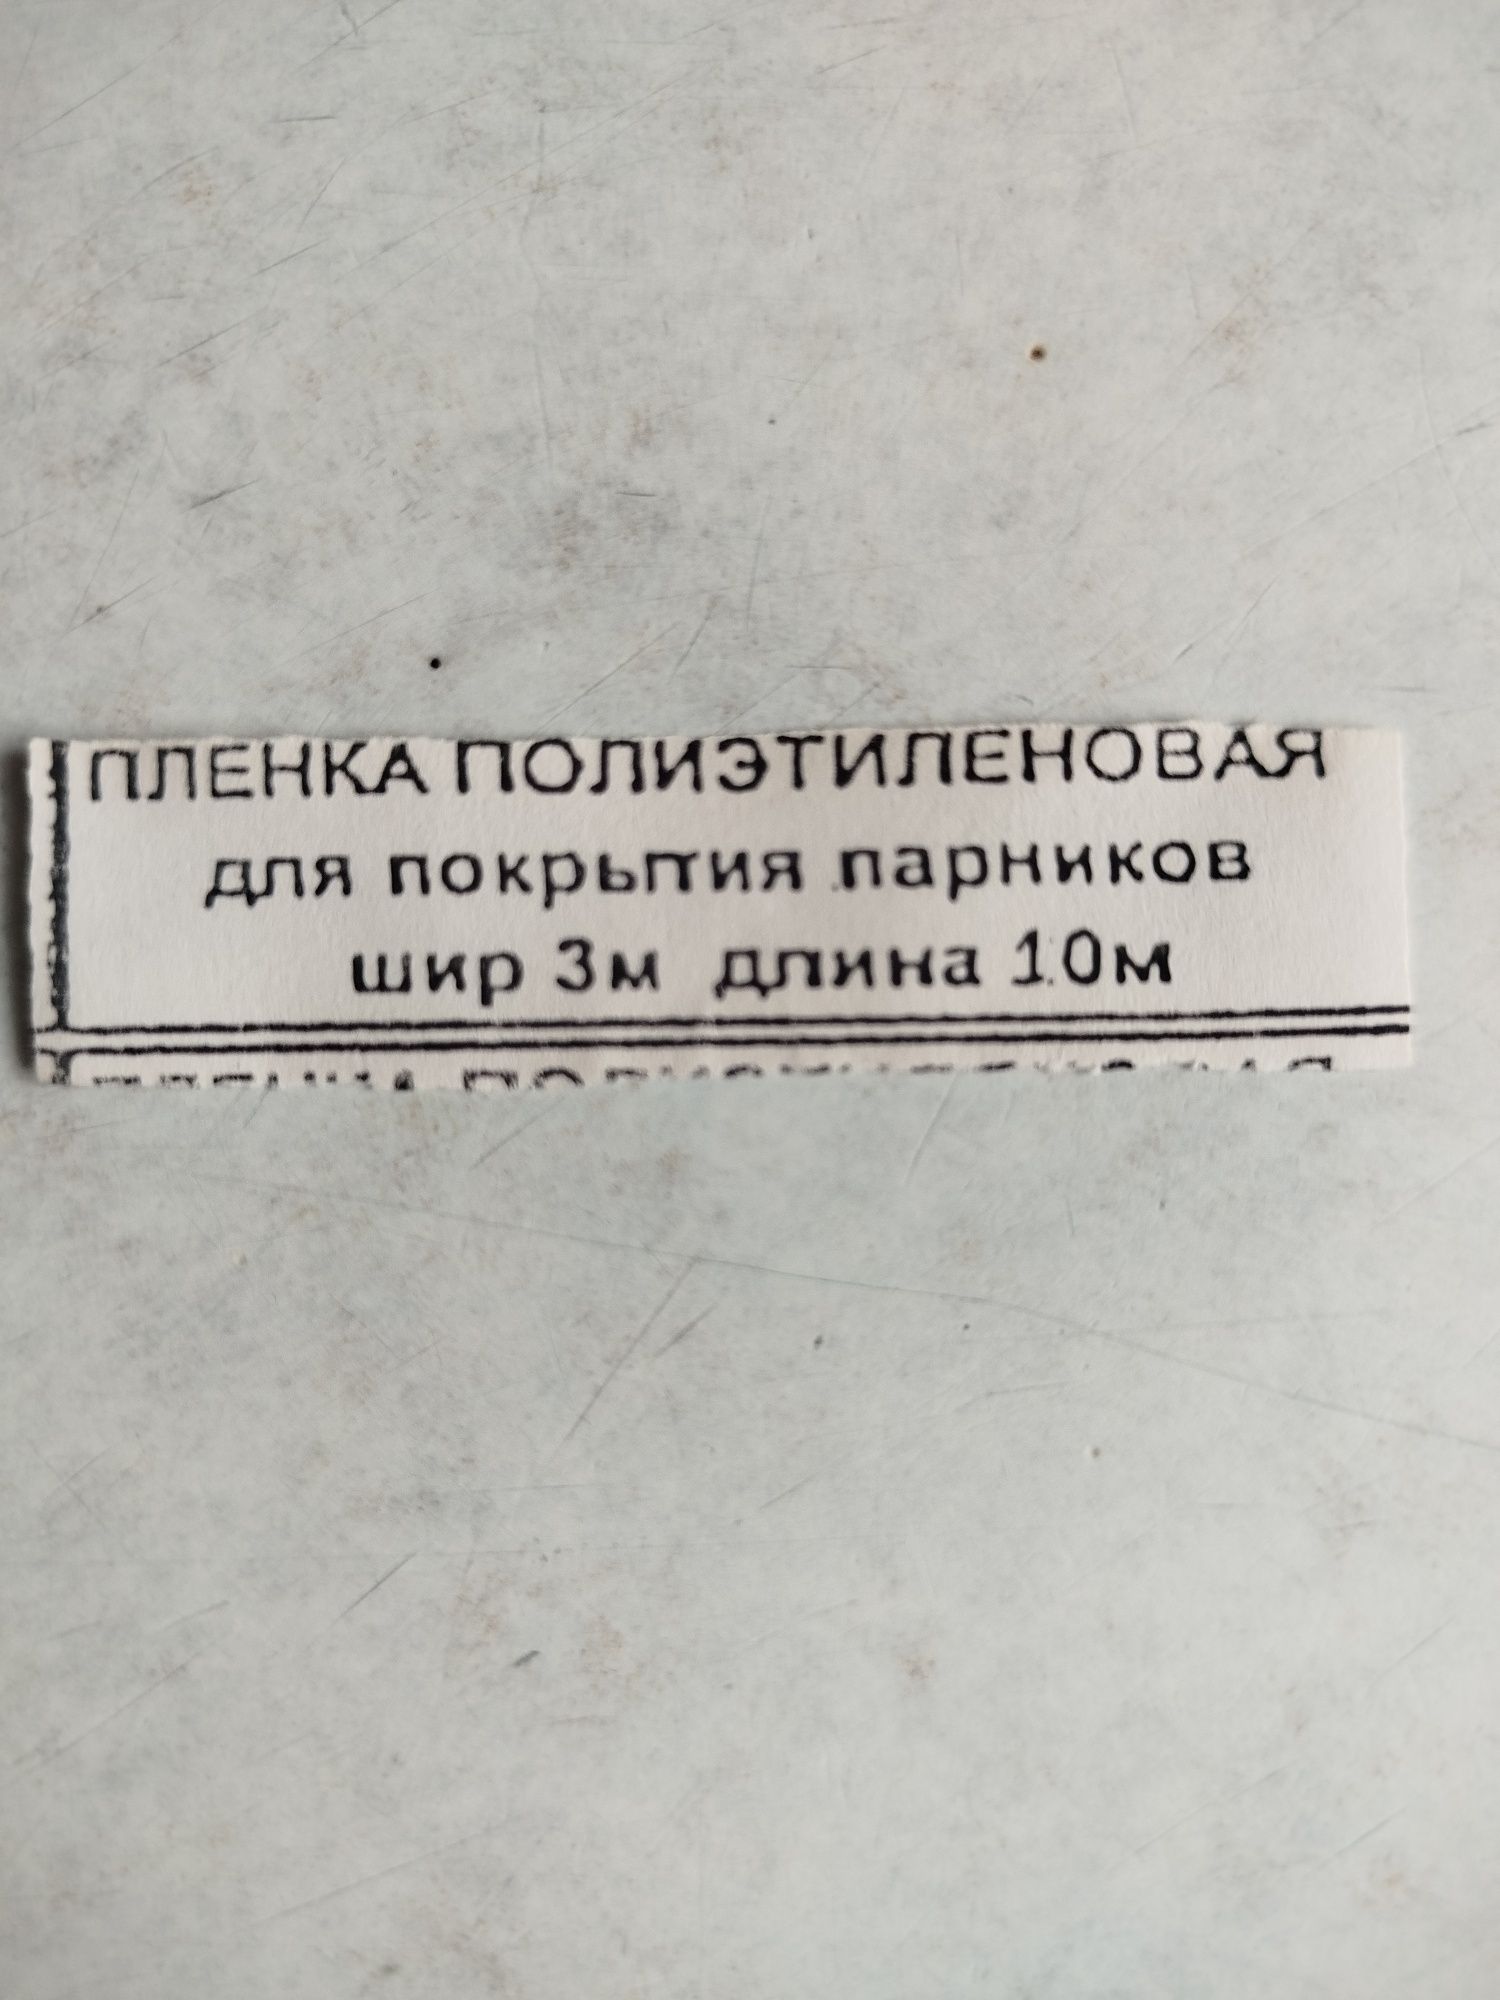 ПЛЕНКА ПОЛИЭТИЛЕНОВАЯ
для покрытия парников
шир 3м длина 10м